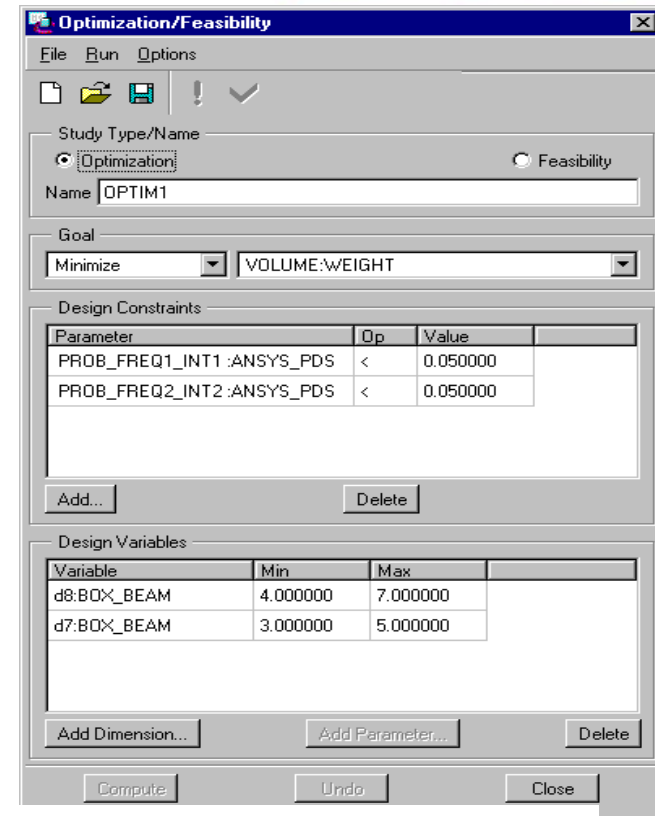 Optimization/Feasibility
File Run Options
Study Type/Name
Optimization Feasibility
Name OPTIM1
Goal
Minimize VOLUME:WEIGHT
Design Constraints
Parameter Op Value
PROB_FREQ1_INT1:ANSYS_PDS < 0.050000
PROB_FREQ2_INT2:ANSYS_PDS < 0.050000
Add... Delete
Design Variables
Variable Min Max
d8:BOX_BEAM 4.000000 7.000000
d7:BOX_BEAM 3.000000 5.000000
Add Dimension... Add Parameter... Delete
Compute Undo Close